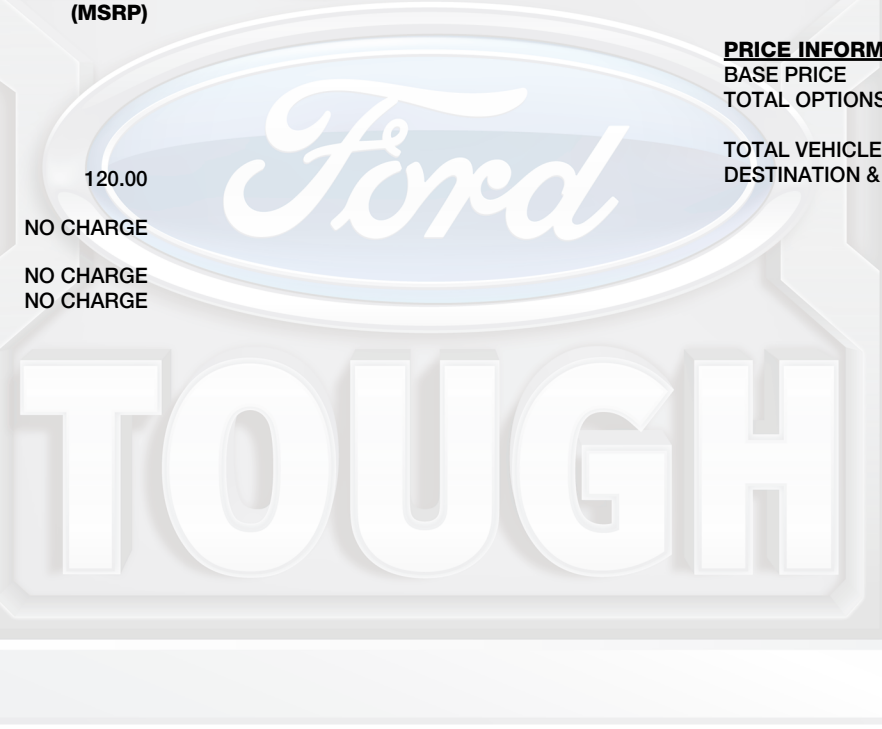 (MSRP)
120.00
NO CHARGE
NO CHARGE
NO CHARGE
PRICE INFORM
BASE PRICE
TOTAL OPTIONS
TOTAL VEHICLE
DESTINATION &
Ford
TOUGH